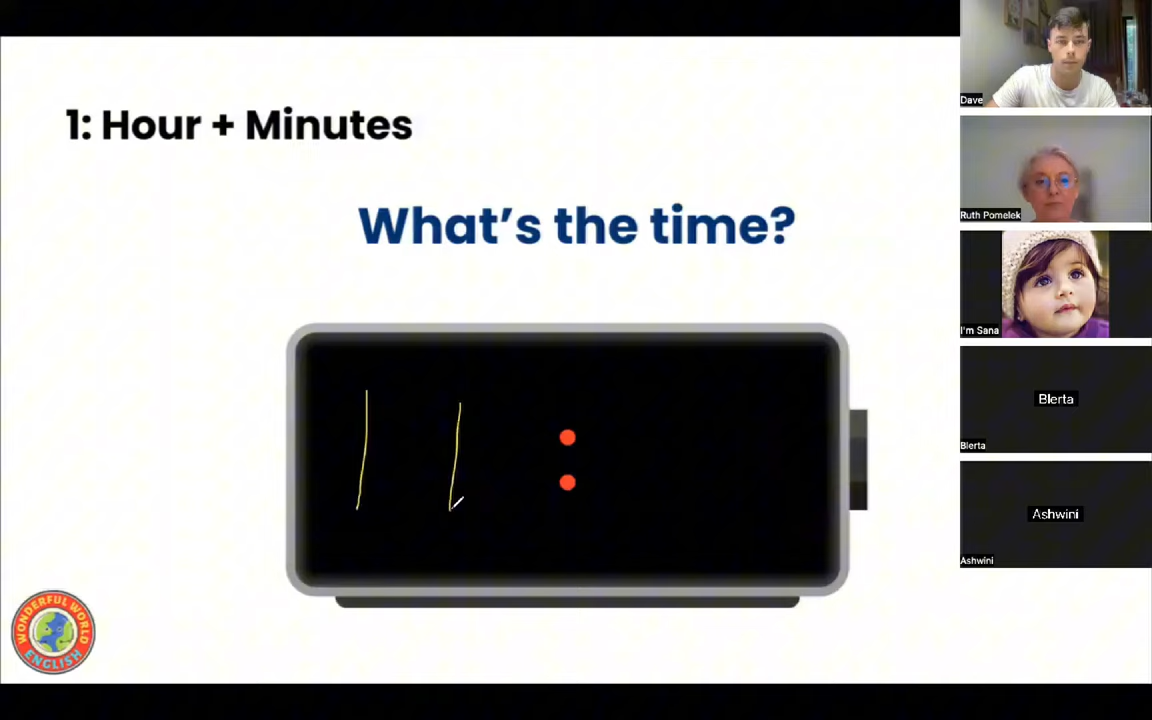 1: Hour + Minutes
What's the time?
11 :
WONDERFUL WORLD
ENGLISH
Dave
Ruth Pomelek
I'm Sana
Blerta
Blerta
Ashwini
Ashwini